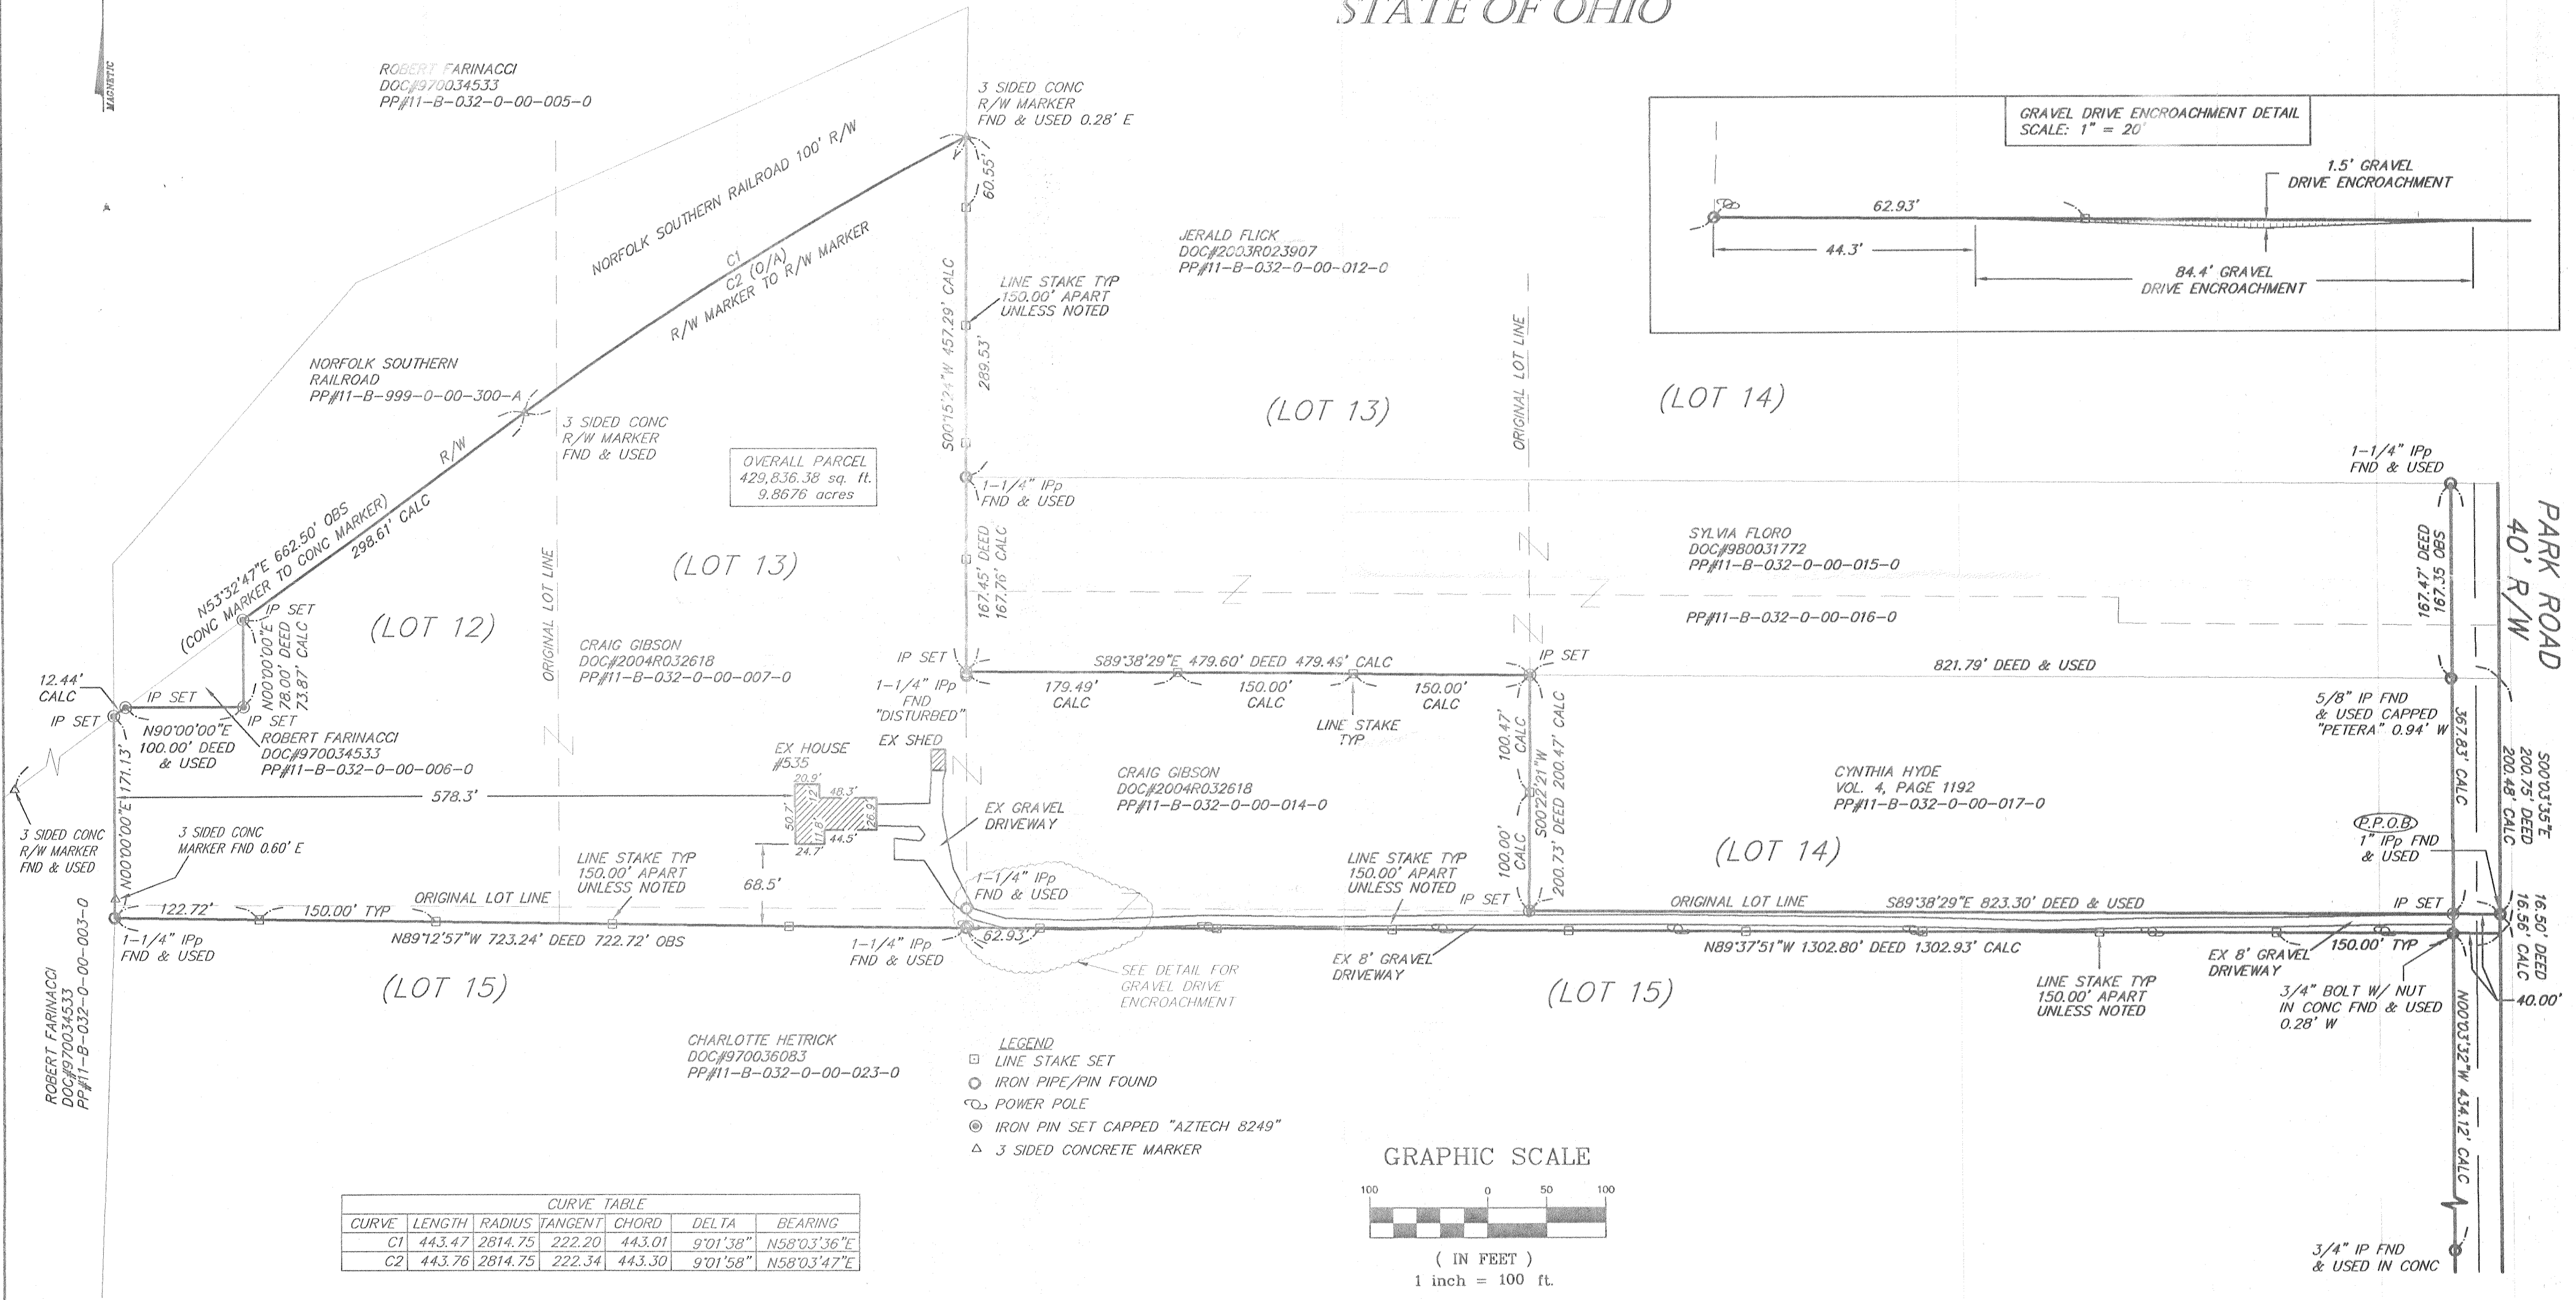 STATE OF OHIO
MAGNETIC
ROBERT FARINACCI
DOC#970034533
PP#11-B-032-0-00-005-0
3 SIDED CONC
R/W MARKER
FND & USED 0.28' E
NORFOLK SOUTHERN RAILROAD 100' R/W
C1
C2 (O/A)
R/W MARKER TO R/W MARKER
60.55'
JERALD FLICK
DOC#2003R023907
PP#11-B-032-0-00-012-0
LINE STAKE TYP
150.00' APART
UNLESS NOTED
S00°15'24"W 457.29' CALC
289.53'
GRAVEL DRIVE ENCROACHMENT DETAIL
SCALE: 1" = 20'
1.5' GRAVEL
DRIVE ENCROACHMENT
62.93'
44.3'
84.4' GRAVEL
DRIVE ENCROACHMENT
NORFOLK SOUTHERN
RAILROAD
PP#11-B-999-0-00-300-A
3 SIDED CONC
R/W MARKER
FND & USED
R/W
OVERALL PARCEL
429,836.38 sq. ft.
9.8676 acres
(LOT 13)
ORIGINAL LOT LINE
(LOT 14)
1-1/4" IPp
FND & USED
1-1/4" IPp
FND & USED
PARK ROAD
40' R/W
N53°32'47"E 662.50' OBS
(CONC MARKER TO CONC MARKER)
298.61' CALC
(LOT 12)
ORIGINAL LOT LINE
(LOT 13)
167.45' DEED
167.76' CALC
SYLVIA FLORO
DOC#980031772
PP#11-B-032-0-00-015-0
PP#11-B-032-0-00-016-0
167.47' DEED
167.35 OBS
IP SET
N00°00'00"E
78.00' DEED
73.87' CALC
CRAIG GIBSON
DOC#2004R032618
PP#11-B-032-0-00-007-0
IP SET
S89°38'29"E 479.60' DEED 479.49' CALC
IP SET
821.79' DEED & USED
12.44'
CALC
IP SET
IP SET
IP SET
N90°00'00"E
100.00' DEED
& USED
ROBERT FARINACCI
DOC#970034533
PP#11-B-032-0-00-006-0
1-1/4" IPp
FND
"DISTURBED"
179.49'
CALC
150.00'
CALC
150.00'
CALC
LINE STAKE
TYP
5/8" IP FND
& USED CAPPED
"PETERA" 0.94' W
367.83' CALC
S00°03'35"E
200.75' DEED
200.48' CALC
N00°00'00"E 171.13'
578.3'
EX HOUSE
#535
20.9'
12'
48.3'
50.7'
26.9'
11.8'
44.5'
24.7'
68.5'
EX SHED
EX GRAVEL
DRIVEWAY
CRAIG GIBSON
DOC#2004R032618
PP#11-B-032-0-00-014-0
100.47'
CALC
100.00'
CALC
S00°22'21"W
200.73' DEED 200.47' CALC
CYNTHIA HYDE
VOL. 4, PAGE 1192
PP#11-B-032-0-00-017-0
(LOT 14)
P.P.O.B.
1" IPp FND
& USED
3 SIDED CONC
R/W MARKER
FND & USED
3 SIDED CONC
MARKER FND 0.60' E
LINE STAKE TYP
150.00' APART
UNLESS NOTED
1-1/4" IPp
FND & USED
LINE STAKE TYP
150.00' APART
UNLESS NOTED
IP SET
ORIGINAL LOT LINE
ORIGINAL LOT LINE
S89°38'29"E 823.30' DEED & USED
IP SET
16.50' DEED
16.56' CALC
122.72'
150.00' TYP
1-1/4" IPp
FND & USED
N89°12'57"W 723.24' DEED 722.72' OBS
1-1/4" IPp
FND & USED
62.93'
EX 8' GRAVEL
DRIVEWAY
N89°37'51"W 1302.80' DEED 1302.93' CALC
EX 8' GRAVEL
DRIVEWAY
150.00' TYP
SEE DETAIL FOR
GRAVEL DRIVE
ENCROACHMENT
(LOT 15)
(LOT 15)
LINE STAKE TYP
150.00' APART
UNLESS NOTED
3/4" BOLT W/ NUT
IN CONC FND & USED
0.28' W
40.00'
ROBERT FARINACCI
DOC#970034533
PP#11-B-032-0-00-003-0
CHARLOTTE HETRICK
DOC#970036083
PP#11-B-032-0-00-023-0
LEGEND
LINE STAKE SET
IRON PIPE/PIN FOUND
POWER POLE
IRON PIN SET CAPPED "AZTECH 8249"
3 SIDED CONCRETE MARKER
N00°03'32"W 434.12' CALC
3/4" IP FND
& USED IN CONC
CURVE TABLE
CURVE LENGTH RADIUS TANGENT CHORD DELTA BEARING
C1 443.47 2814.75 222.20 443.01 9°01'38" N58°03'36"E
C2 443.76 2814.75 222.34 443.30 9°01'58" N58°03'47"E
GRAPHIC SCALE
100 0 50 100
( IN FEET )
1 inch = 100 ft.